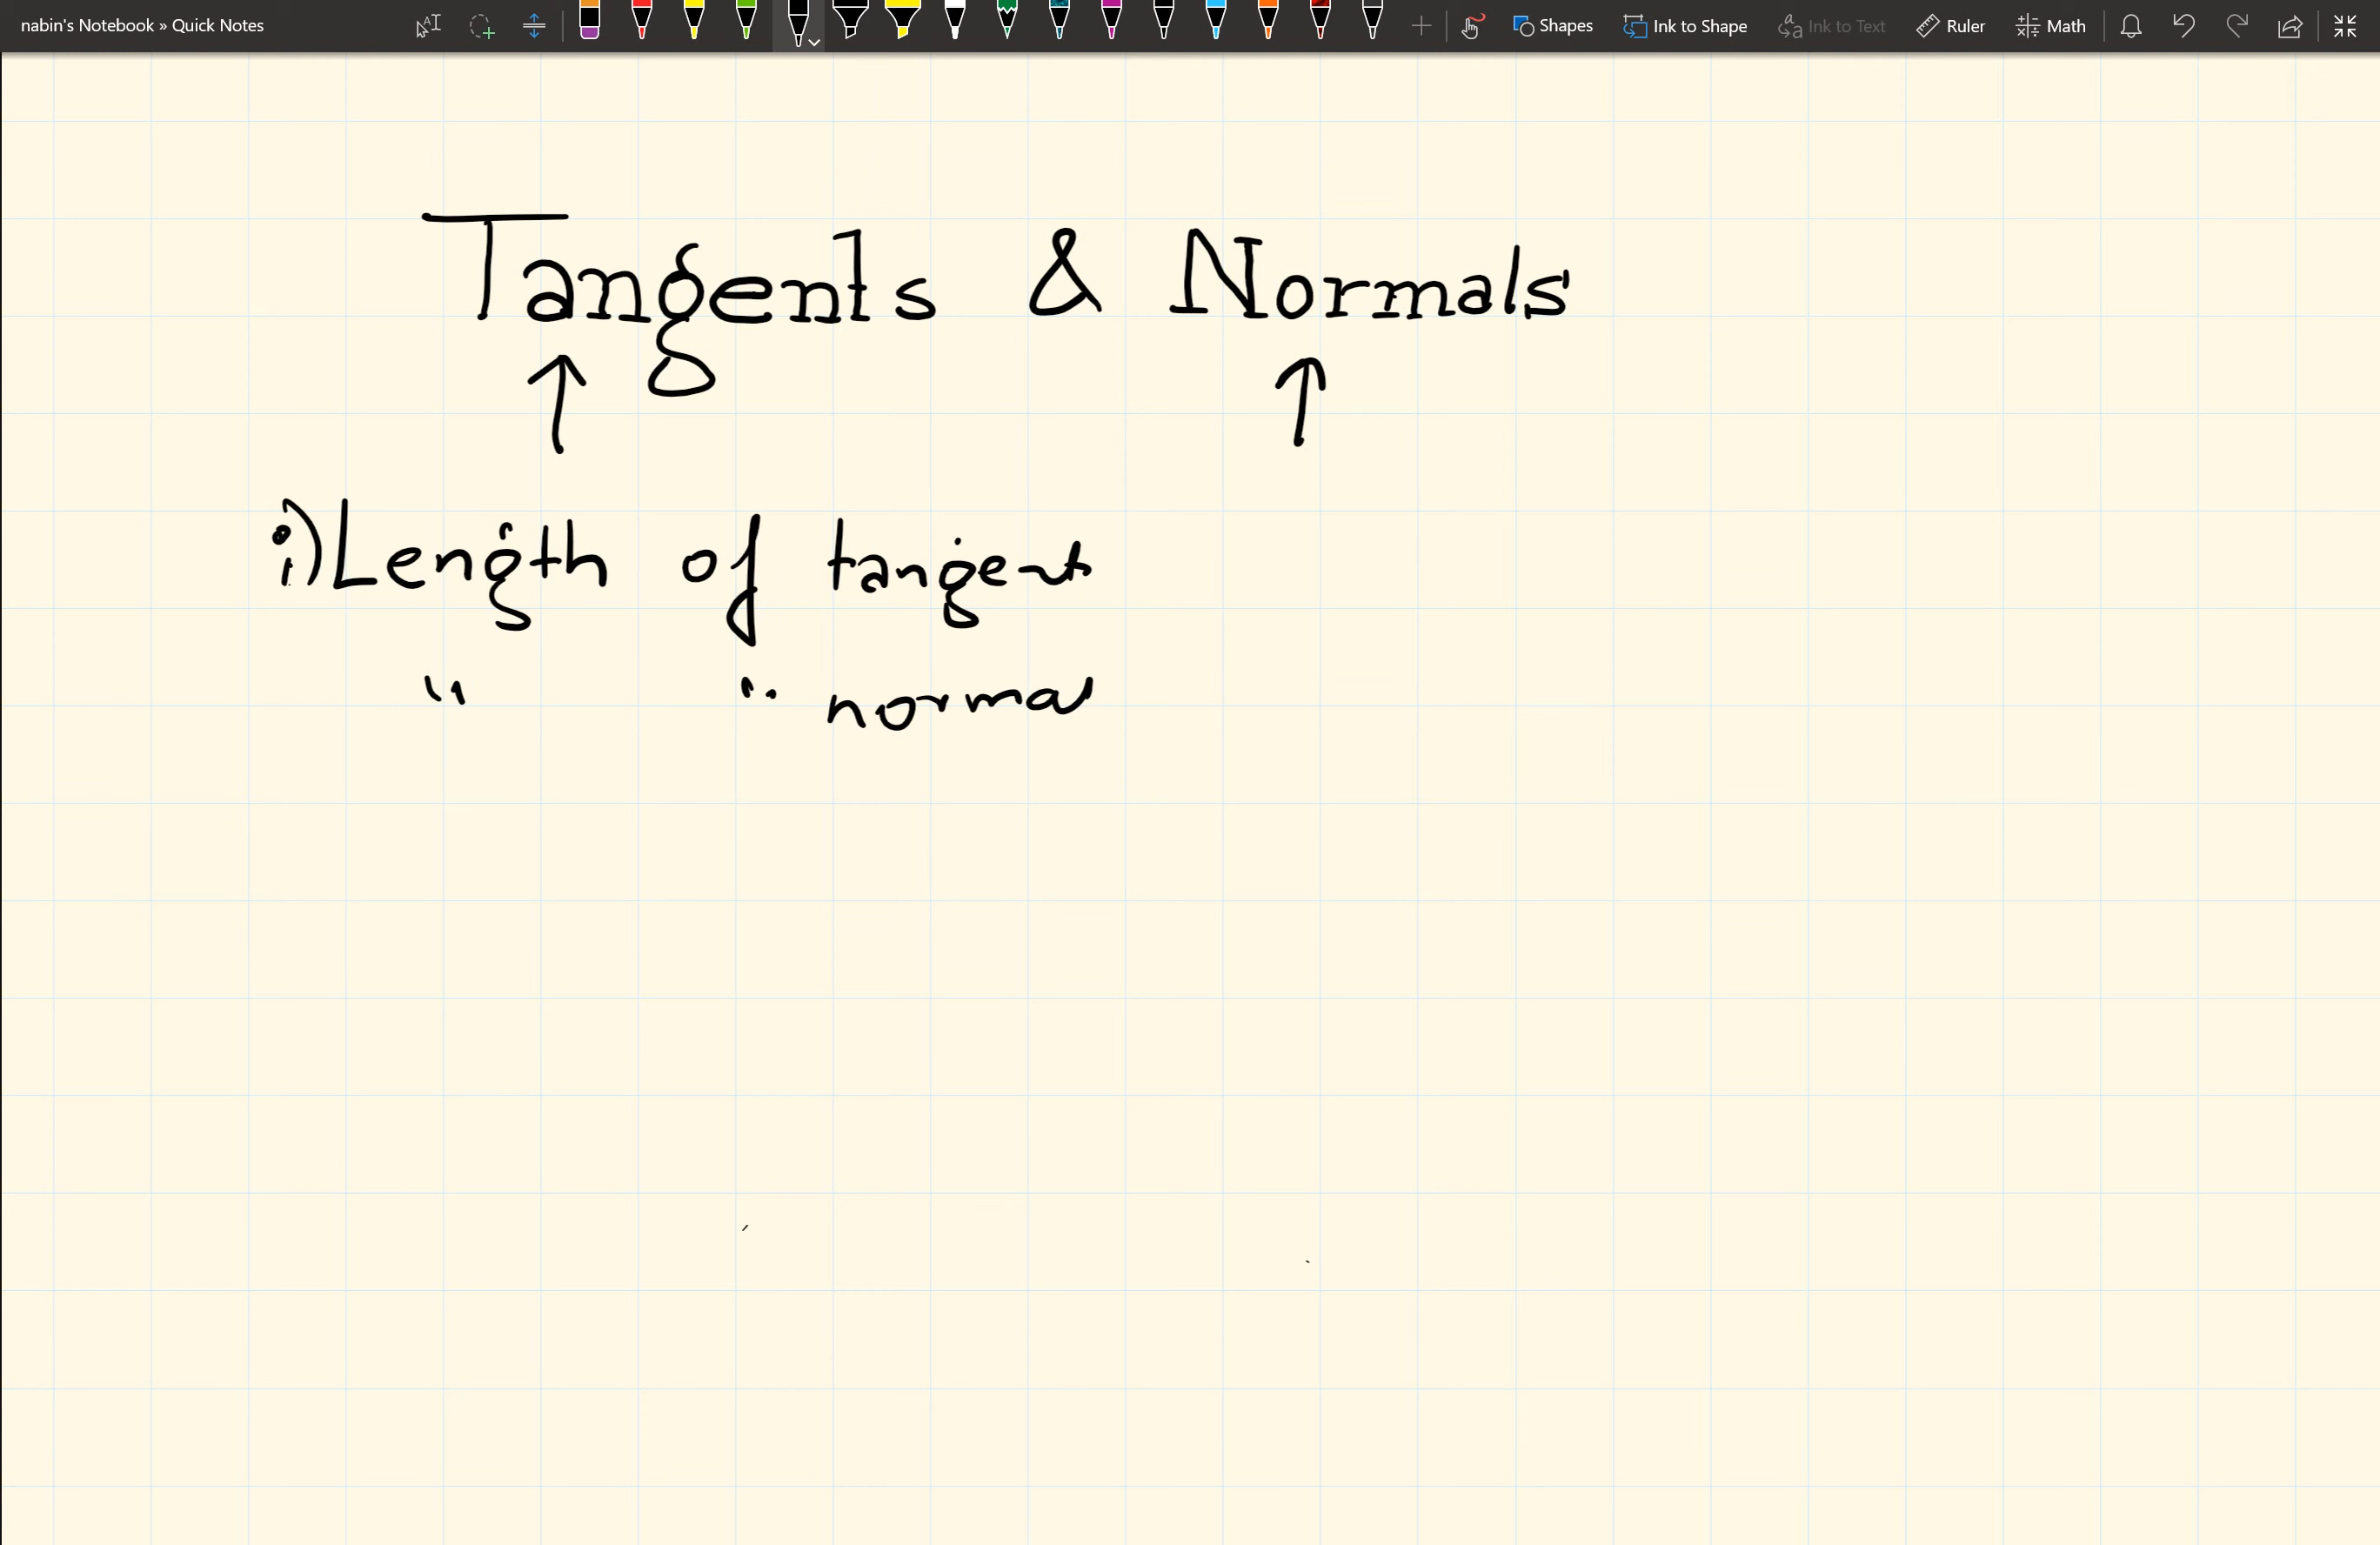 nabin's Notebook » Quick Notes Shapes Ink to Shape Ink to Text Ruler Math
Tangents & Normals
i) Length of tangent
" " normal